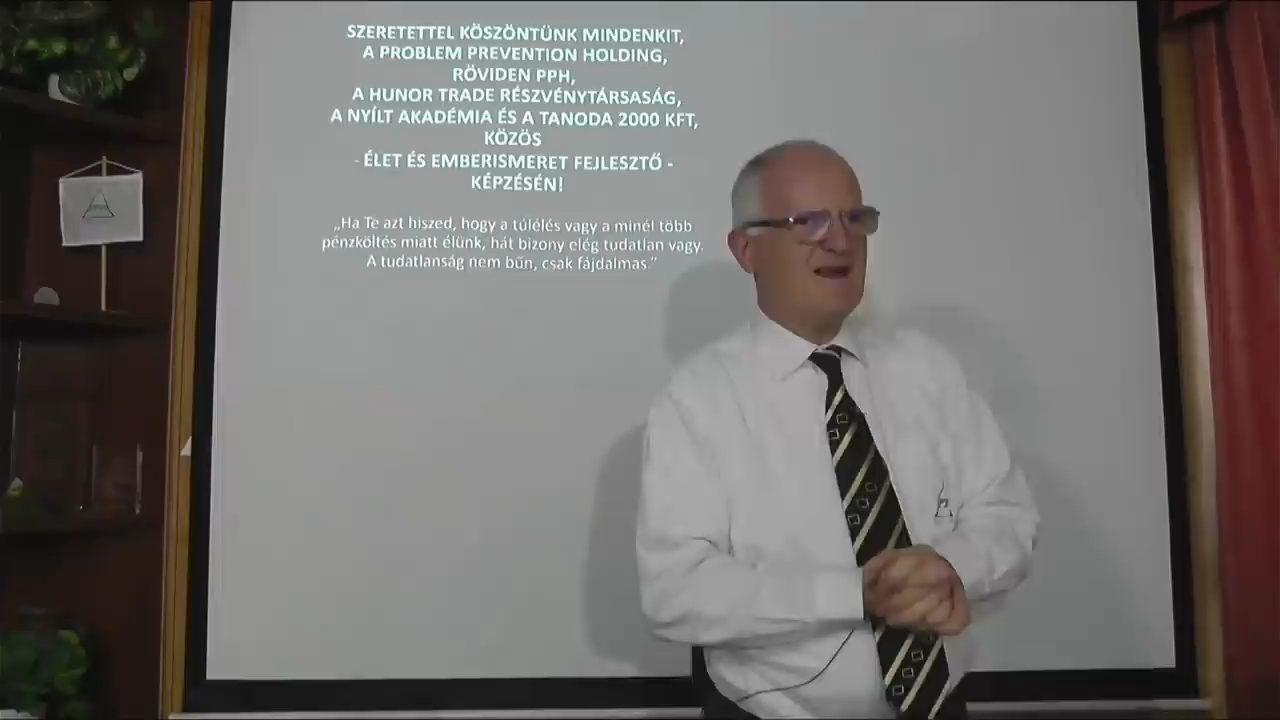 SZERETETTEL KÖSZÖNTÜNK MINDENKIT,
A PROBLEM PREVENTION HOLDING,
RÖVIDEN PPH,
A HUNOR TRADE RÉSZVÉNYTÁRSASÁG,
A NYÍLT AKADÉMIA ÉS A TANODA 2000 KFT,
KÖZÖS
- ÉLET ÉS EMBERISMERET FEJLESZTŐ -
KÉPZÉSÉN!
„Ha Te azt hiszed, hogy a túlélés vagy a minél több
pénzköltés miatt élünk, hát bizony elég tudatlan vagy.
A tudatlanság nem bűn, csak fájdalmas.”